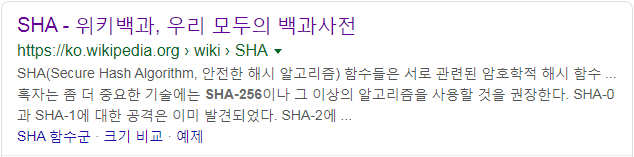 SHA - 위키백과, 우리 모두의 백과사전
https://ko.wikipedia.org › wiki › SHA
SHA(Secure Hash Algorithm, 안전한 해시 알고리즘) 함수들은 서로 관련된 암호학적 해시 함수 ...
혹자는 좀 더 중요한 기술에는 SHA-256이나 그 이상의 알고리즘을 사용할 것을 권장한다. SHA-0
과 SHA-1에 대한 공격은 이미 발견되었다. SHA-2에 ...
SHA 함수군 · 크기 비교 · 예제